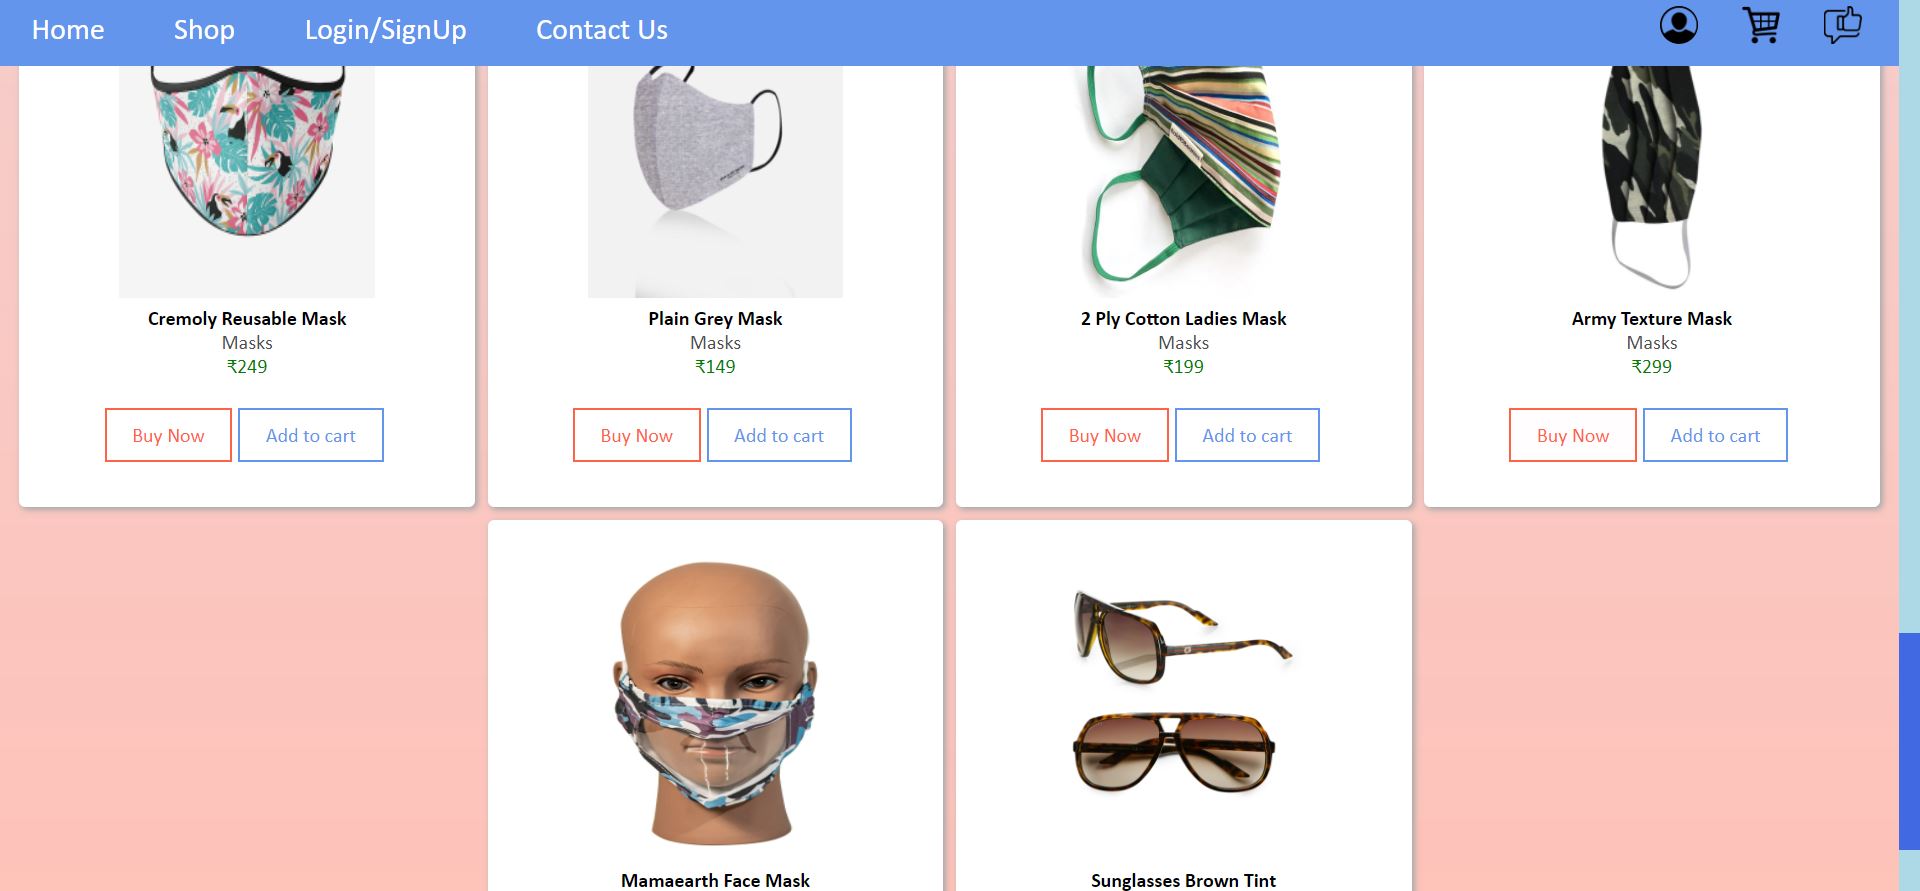 Home Shop Login/SignUp Contact Us
Cremoly Reusable Mask
Masks
₹249
Buy Now Add to cart
Plain Grey Mask
Masks
₹149
Buy Now Add to cart
2 Ply Cotton Ladies Mask
Masks
₹199
Buy Now Add to cart
Army Texture Mask
Masks
₹299
Buy Now Add to cart
Mamaearth Face Mask
Sunglasses Brown Tint